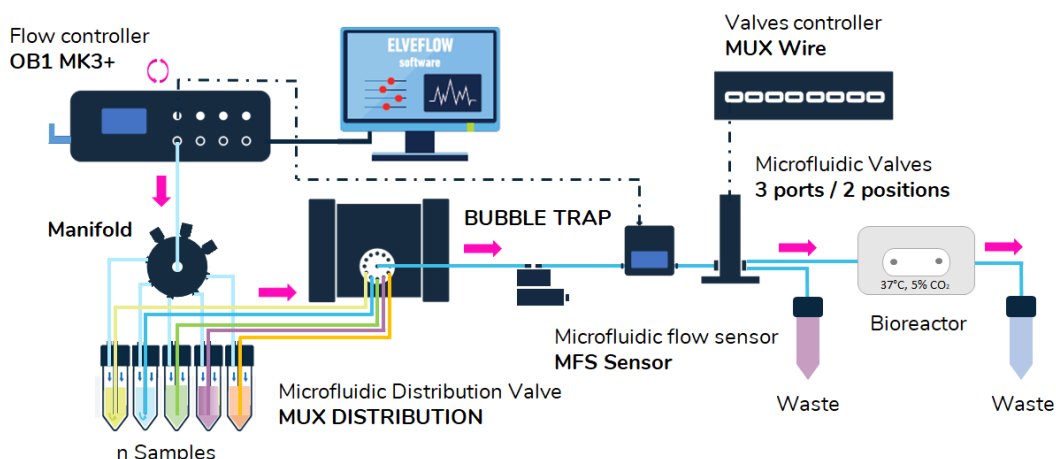 Flow controller
OB1 MK3+
ELVEFLOW
software
Valves controller
MUX Wire
Microfluidic Valves
3 ports / 2 positions
Manifold
BUBBLE TRAP
37°C, 5% CO₂
Bioreactor
Microfluidic flow sensor
MFS Sensor
Microfluidic Distribution Valve
MUX DISTRIBUTION
Waste
Waste
n Samples